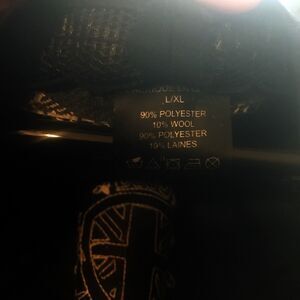 L/XL
90% POLYESTER
10% WOOL
90% POLYESTER
10% LAINES